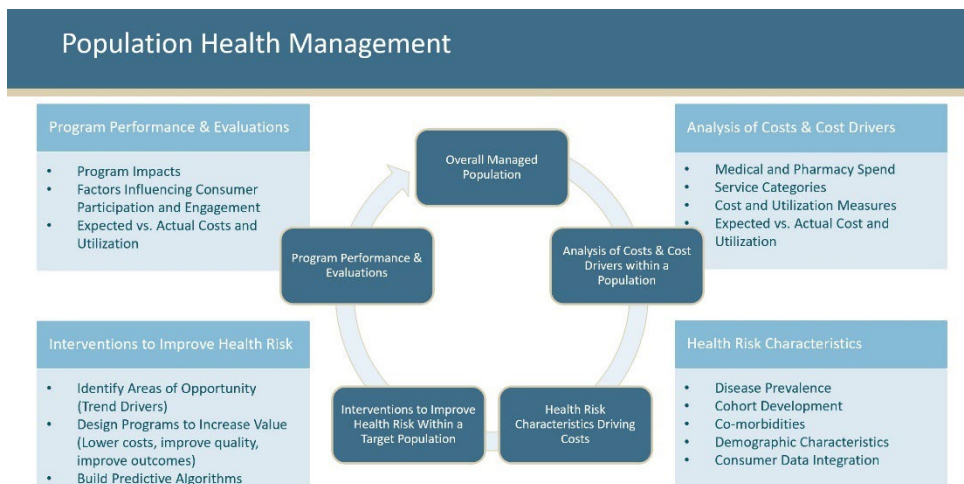 Population Health Management
Program Performance & Evaluations
• Program Impacts
• Factors Influencing Consumer
Participation and Engagement
• Expected vs. Actual Costs and
Utilization
Overall Managed
Population
Analysis of Costs & Cost Drivers
• Medical and Pharmacy Spend
• Service Categories
• Cost and Utilization Measures
• Expected vs. Actual Cost and
Utilization
Program Performance &
Evaluations
Analysis of Costs & Cost
Drivers within a
Population
Interventions to Improve Health Risk
• Identify Areas of Opportunity
(Trend Drivers)
• Design Programs to Increase Value
(Lower costs, improve quality,
improve outcomes)
• Build Predictive Algorithms
Interventions to Improve
Health Risk Within a
Target Population
Health Risk
Characteristics Driving
Costs
Health Risk Characteristics
• Disease Prevalence
• Cohort Development
• Co-morbidities
• Demographic Characteristics
• Consumer Data Integration